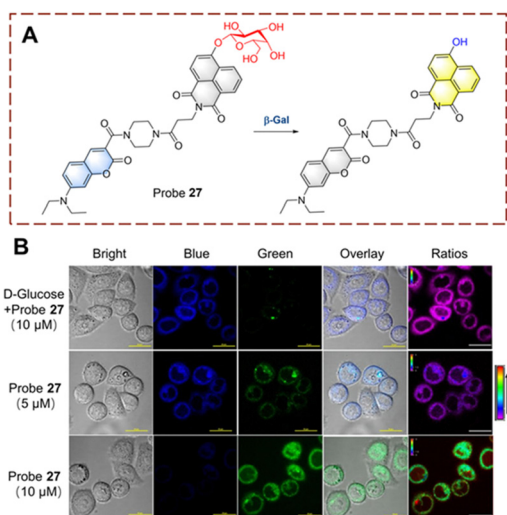 A
HO OH
O O OH
HO
OH
O N O
O
N N
O
O O
N
β-Gal
Probe 27
O N O
O
N N
O
O O
N
B
Bright Blue Green Overlay Ratios
D-Glucose
+Probe 27
(10 μM)
Probe 27
(5 μM)
Probe 27
(10 μM)